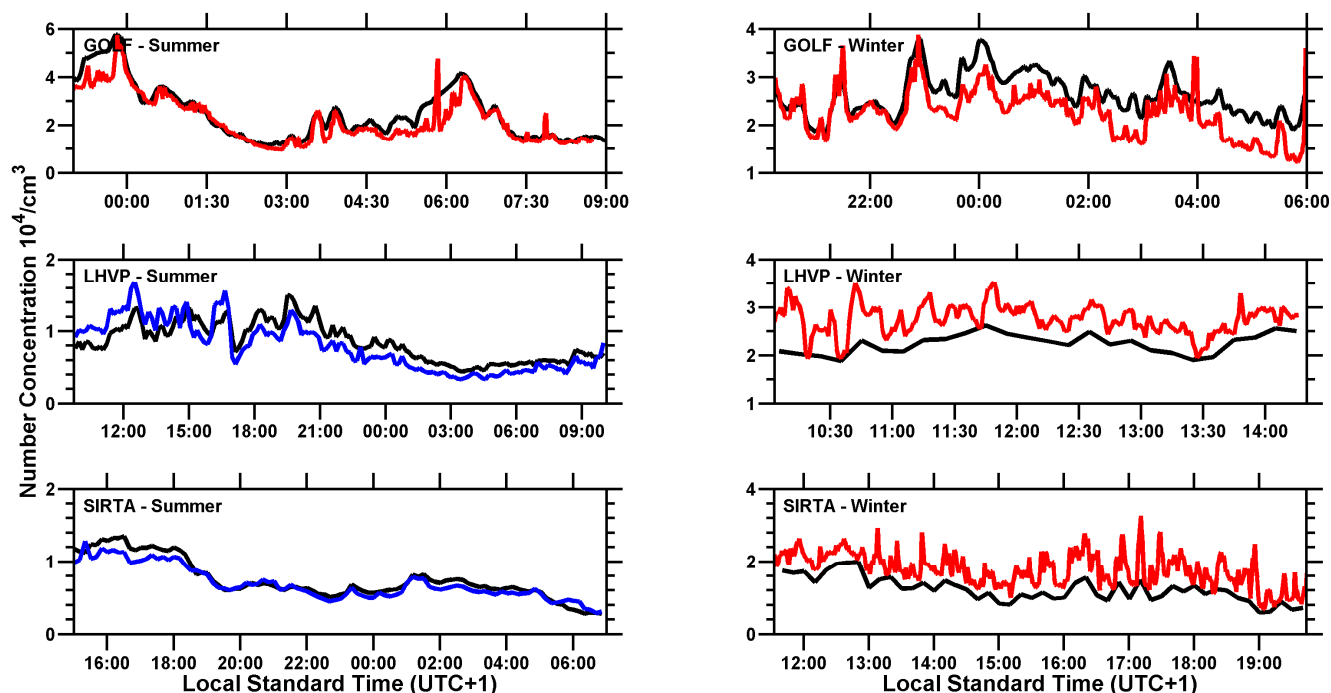 Number Concentration 10^4/cm^3
6
4
2
0
GOLF - Summer
00:00 01:30 03:00 04:30 06:00 07:30 09:00
4
3
2
1
GOLF - Winter
22:00 00:00 02:00 04:00 06:00
2
1
0
LHVP - Summer
12:00 15:00 18:00 21:00 00:00 03:00 06:00 09:00
4
3
2
1
LHVP - Winter
10:30 11:00 11:30 12:00 12:30 13:00 13:30 14:00
2
1
0
SIRTA - Summer
16:00 18:00 20:00 22:00 00:00 02:00 04:00 06:00
Local Standard Time (UTC+1)
4
2
0
SIRTA - Winter
12:00 13:00 14:00 15:00 16:00 17:00 18:00 19:00
Local Standard Time (UTC+1)